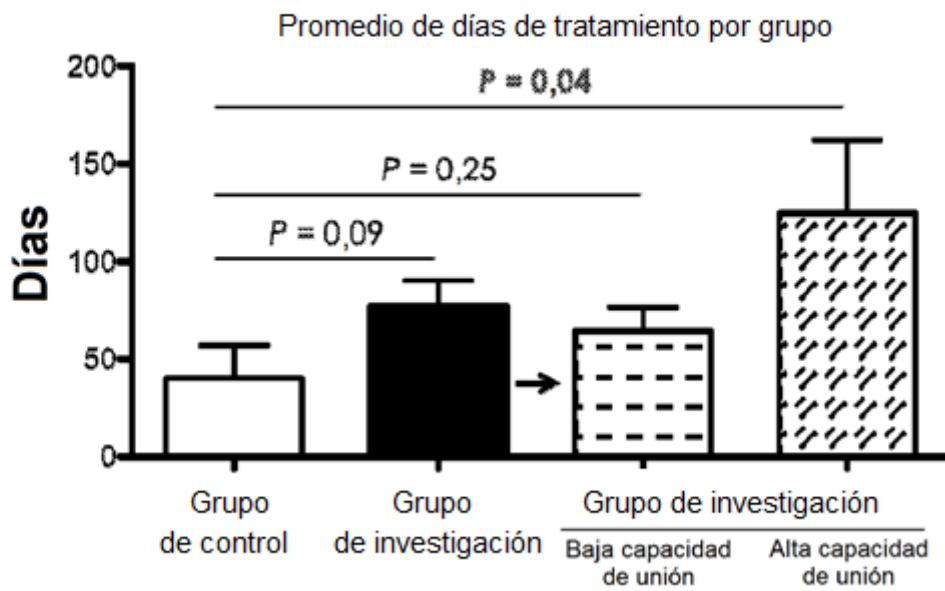 Promedio de días de tratamiento por grupo
200
P = 0,04
150
P = 0,25
P = 0,09
100
50
0
Días
Grupo
de control
Grupo
de investigación
Grupo de investigación
Baja capacidad
de unión
Alta capacidad
de unión